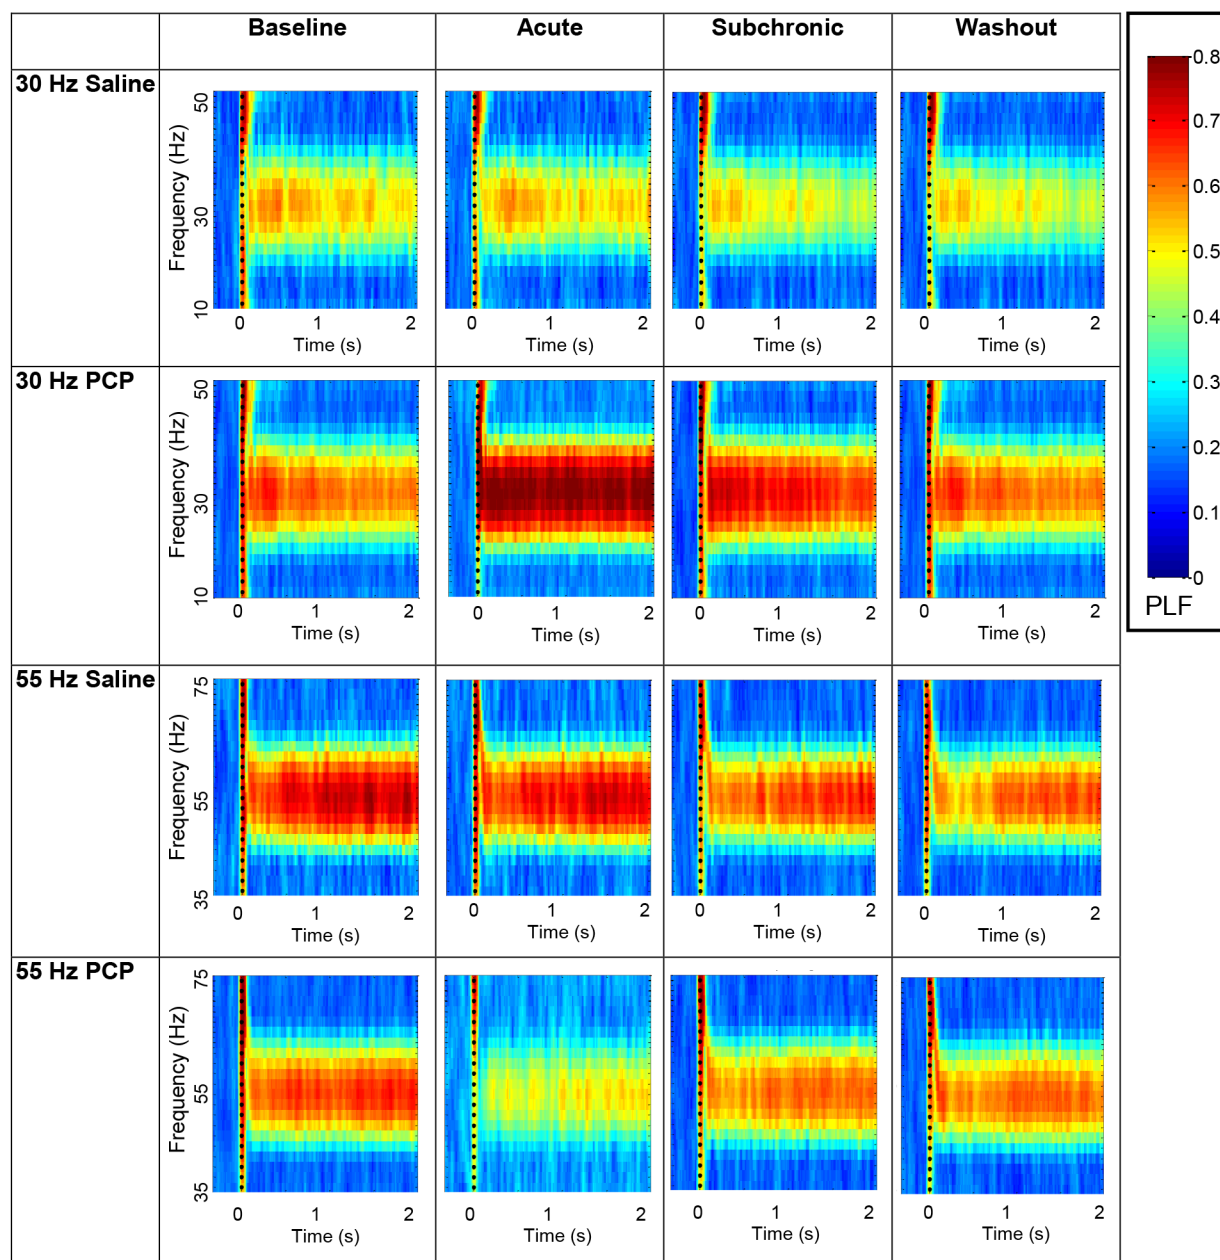 Baseline Acute Subchronic Washout
30 Hz Saline
Frequency (Hz) 50 30 10
0 1 2 0 1 2 0 1 2 0 1 2
Time (s) Time (s) Time (s) Time (s)
30 Hz PCP
Frequency (Hz) 50 30 10
0 1 2 0 1 2 0 1 2 0 1 2
Time (s) Time (s) Time (s) Time (s)
55 Hz Saline
Frequency (Hz) 75 55 35
0 1 2 0 1 2 0 1 2 0 1 2
Time (s) Time (s) Time (s) Time (s)
55 Hz PCP
Frequency (Hz) 75 55 35
0 1 2 0 1 2 0 1 2 0 1 2
Time (s) Time (s) Time (s) Time (s)
0.8
0.7
0.6
0.5
0.4
0.3
0.2
0.1
0
PLF